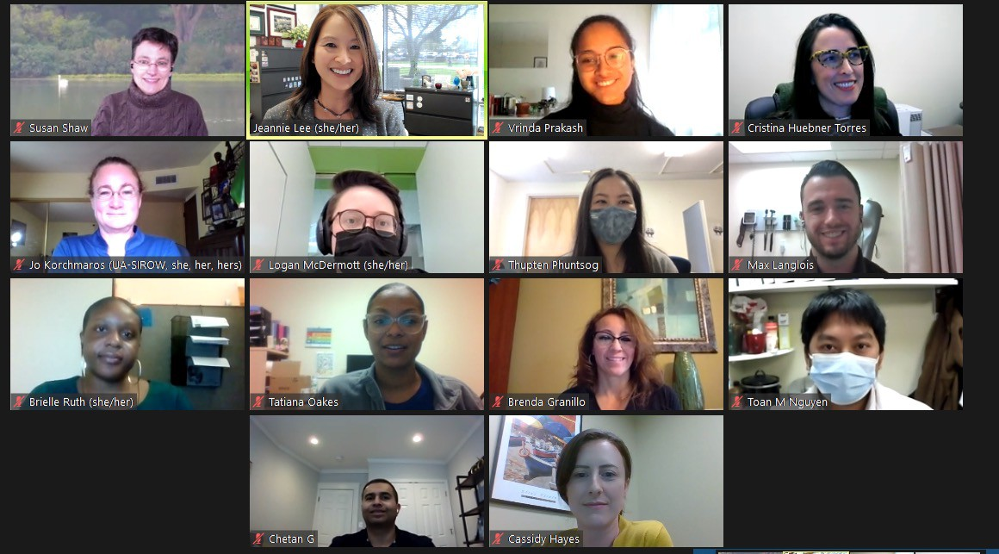 Susan Shaw
Jeannie Lee (she/her)
Vrinda Prakash
Cristina Huebner Torres
Jo Korchmaros (UA-SIROW, she, her, hers)
Logan McDermott (she/her)
Thupten Phuntsog
Max Langlois
Brielle Ruth (she/her)
Tatiana Oakes
Brenda Granillo
Toan M Nguyen
Chetan G
Cassidy Hayes